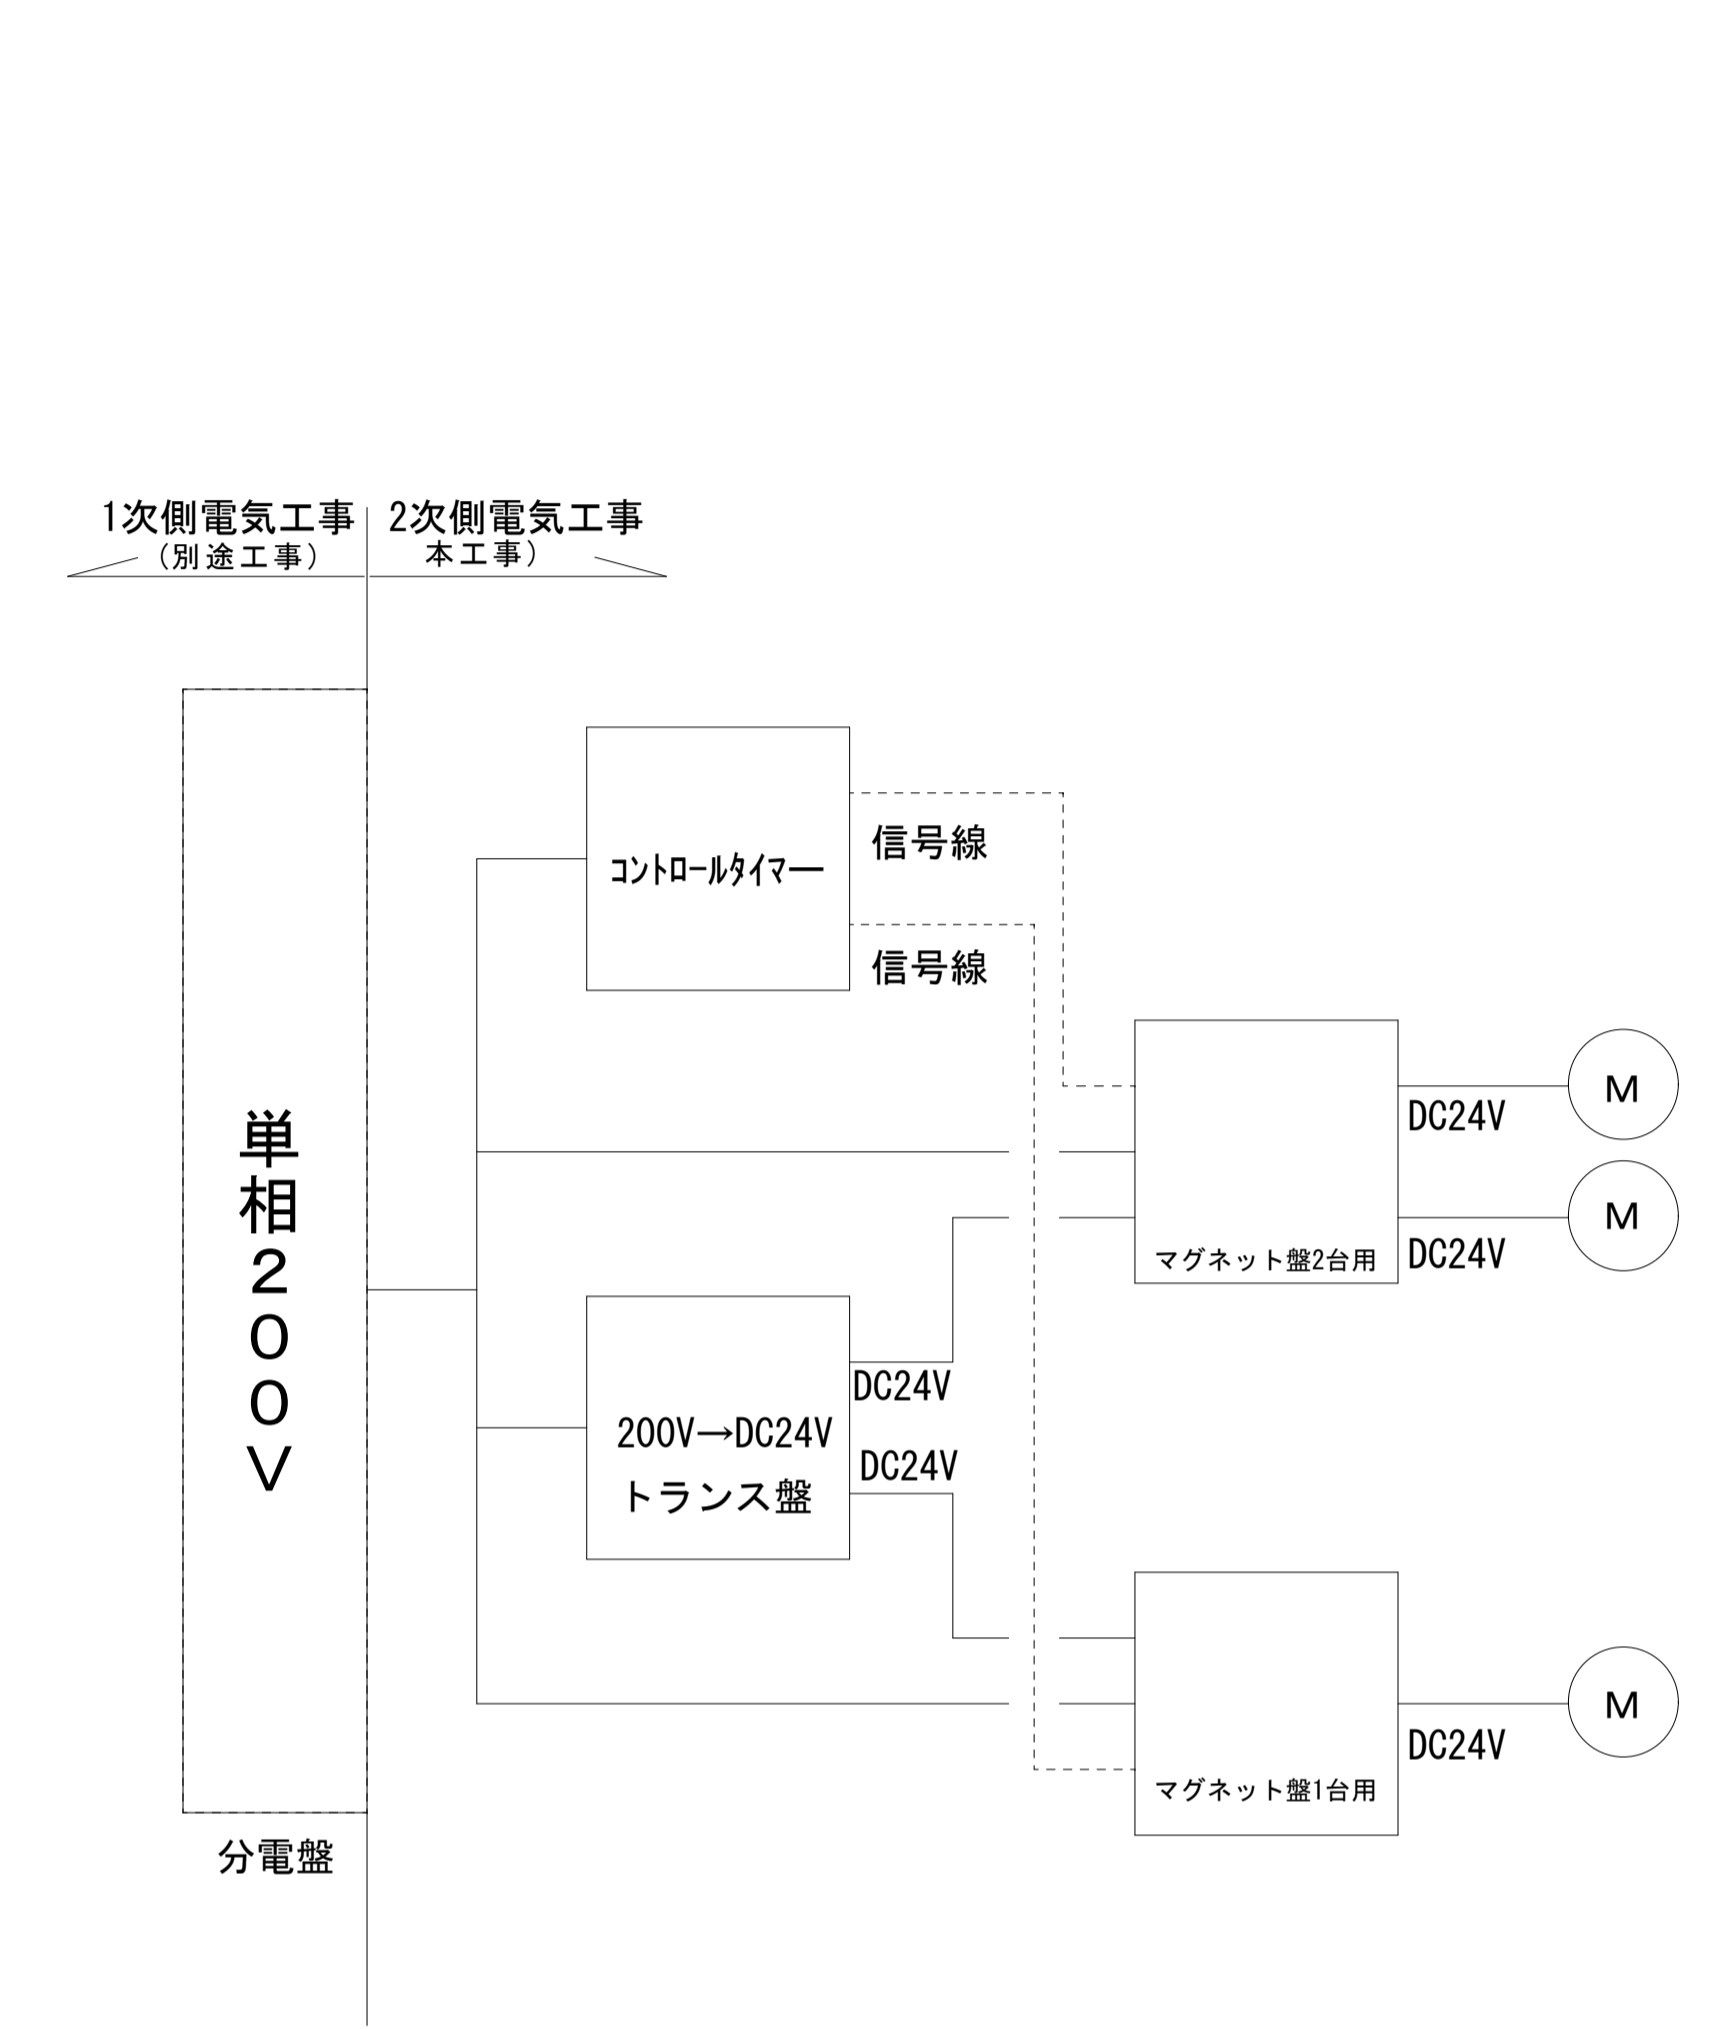 1次側電気工事
（別途工事）
2次側電気工事
本工事）
単相２００Ｖ
分電盤
コントロールタイマー
信号線
信号線
200V→DC24V
トランス盤
DC24V
DC24V
マグネット盤2台用
DC24V
M
DC24V
M
マグネット盤1台用
DC24V
M